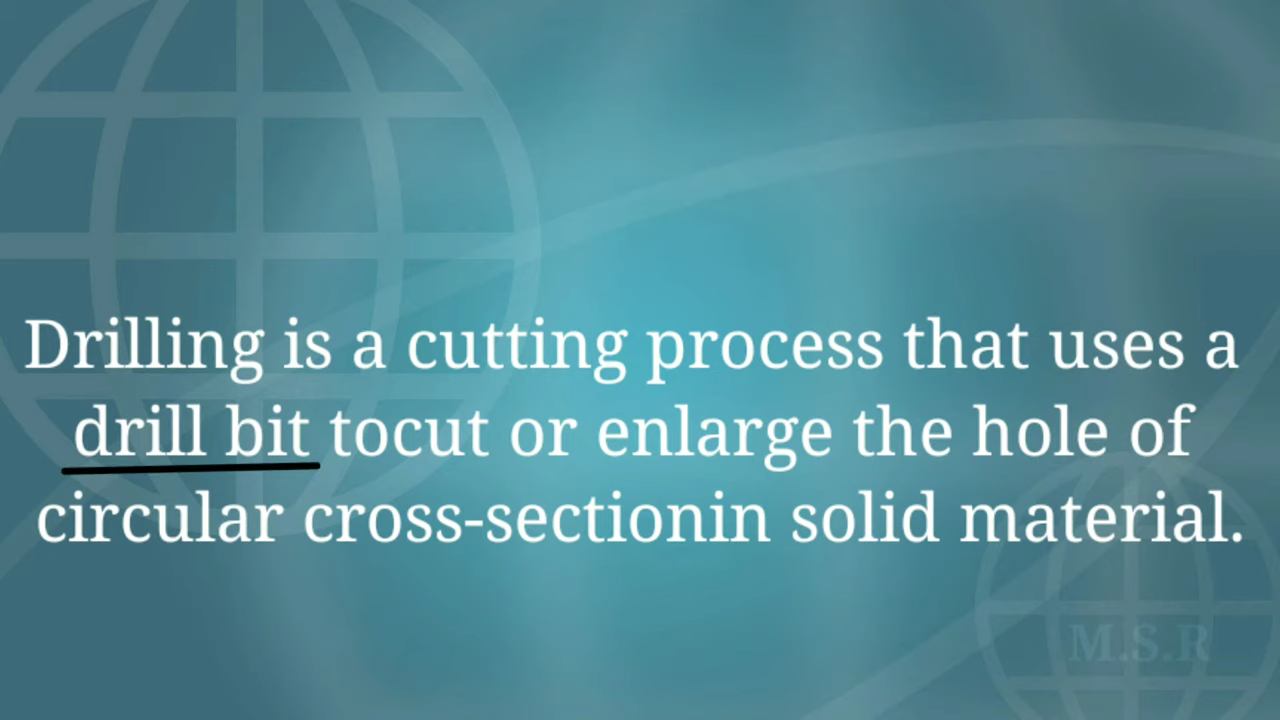 Drilling is a cutting process that uses a
drill bit tocut or enlarge the hole of
circular cross-sectionin solid material.
M.S.R